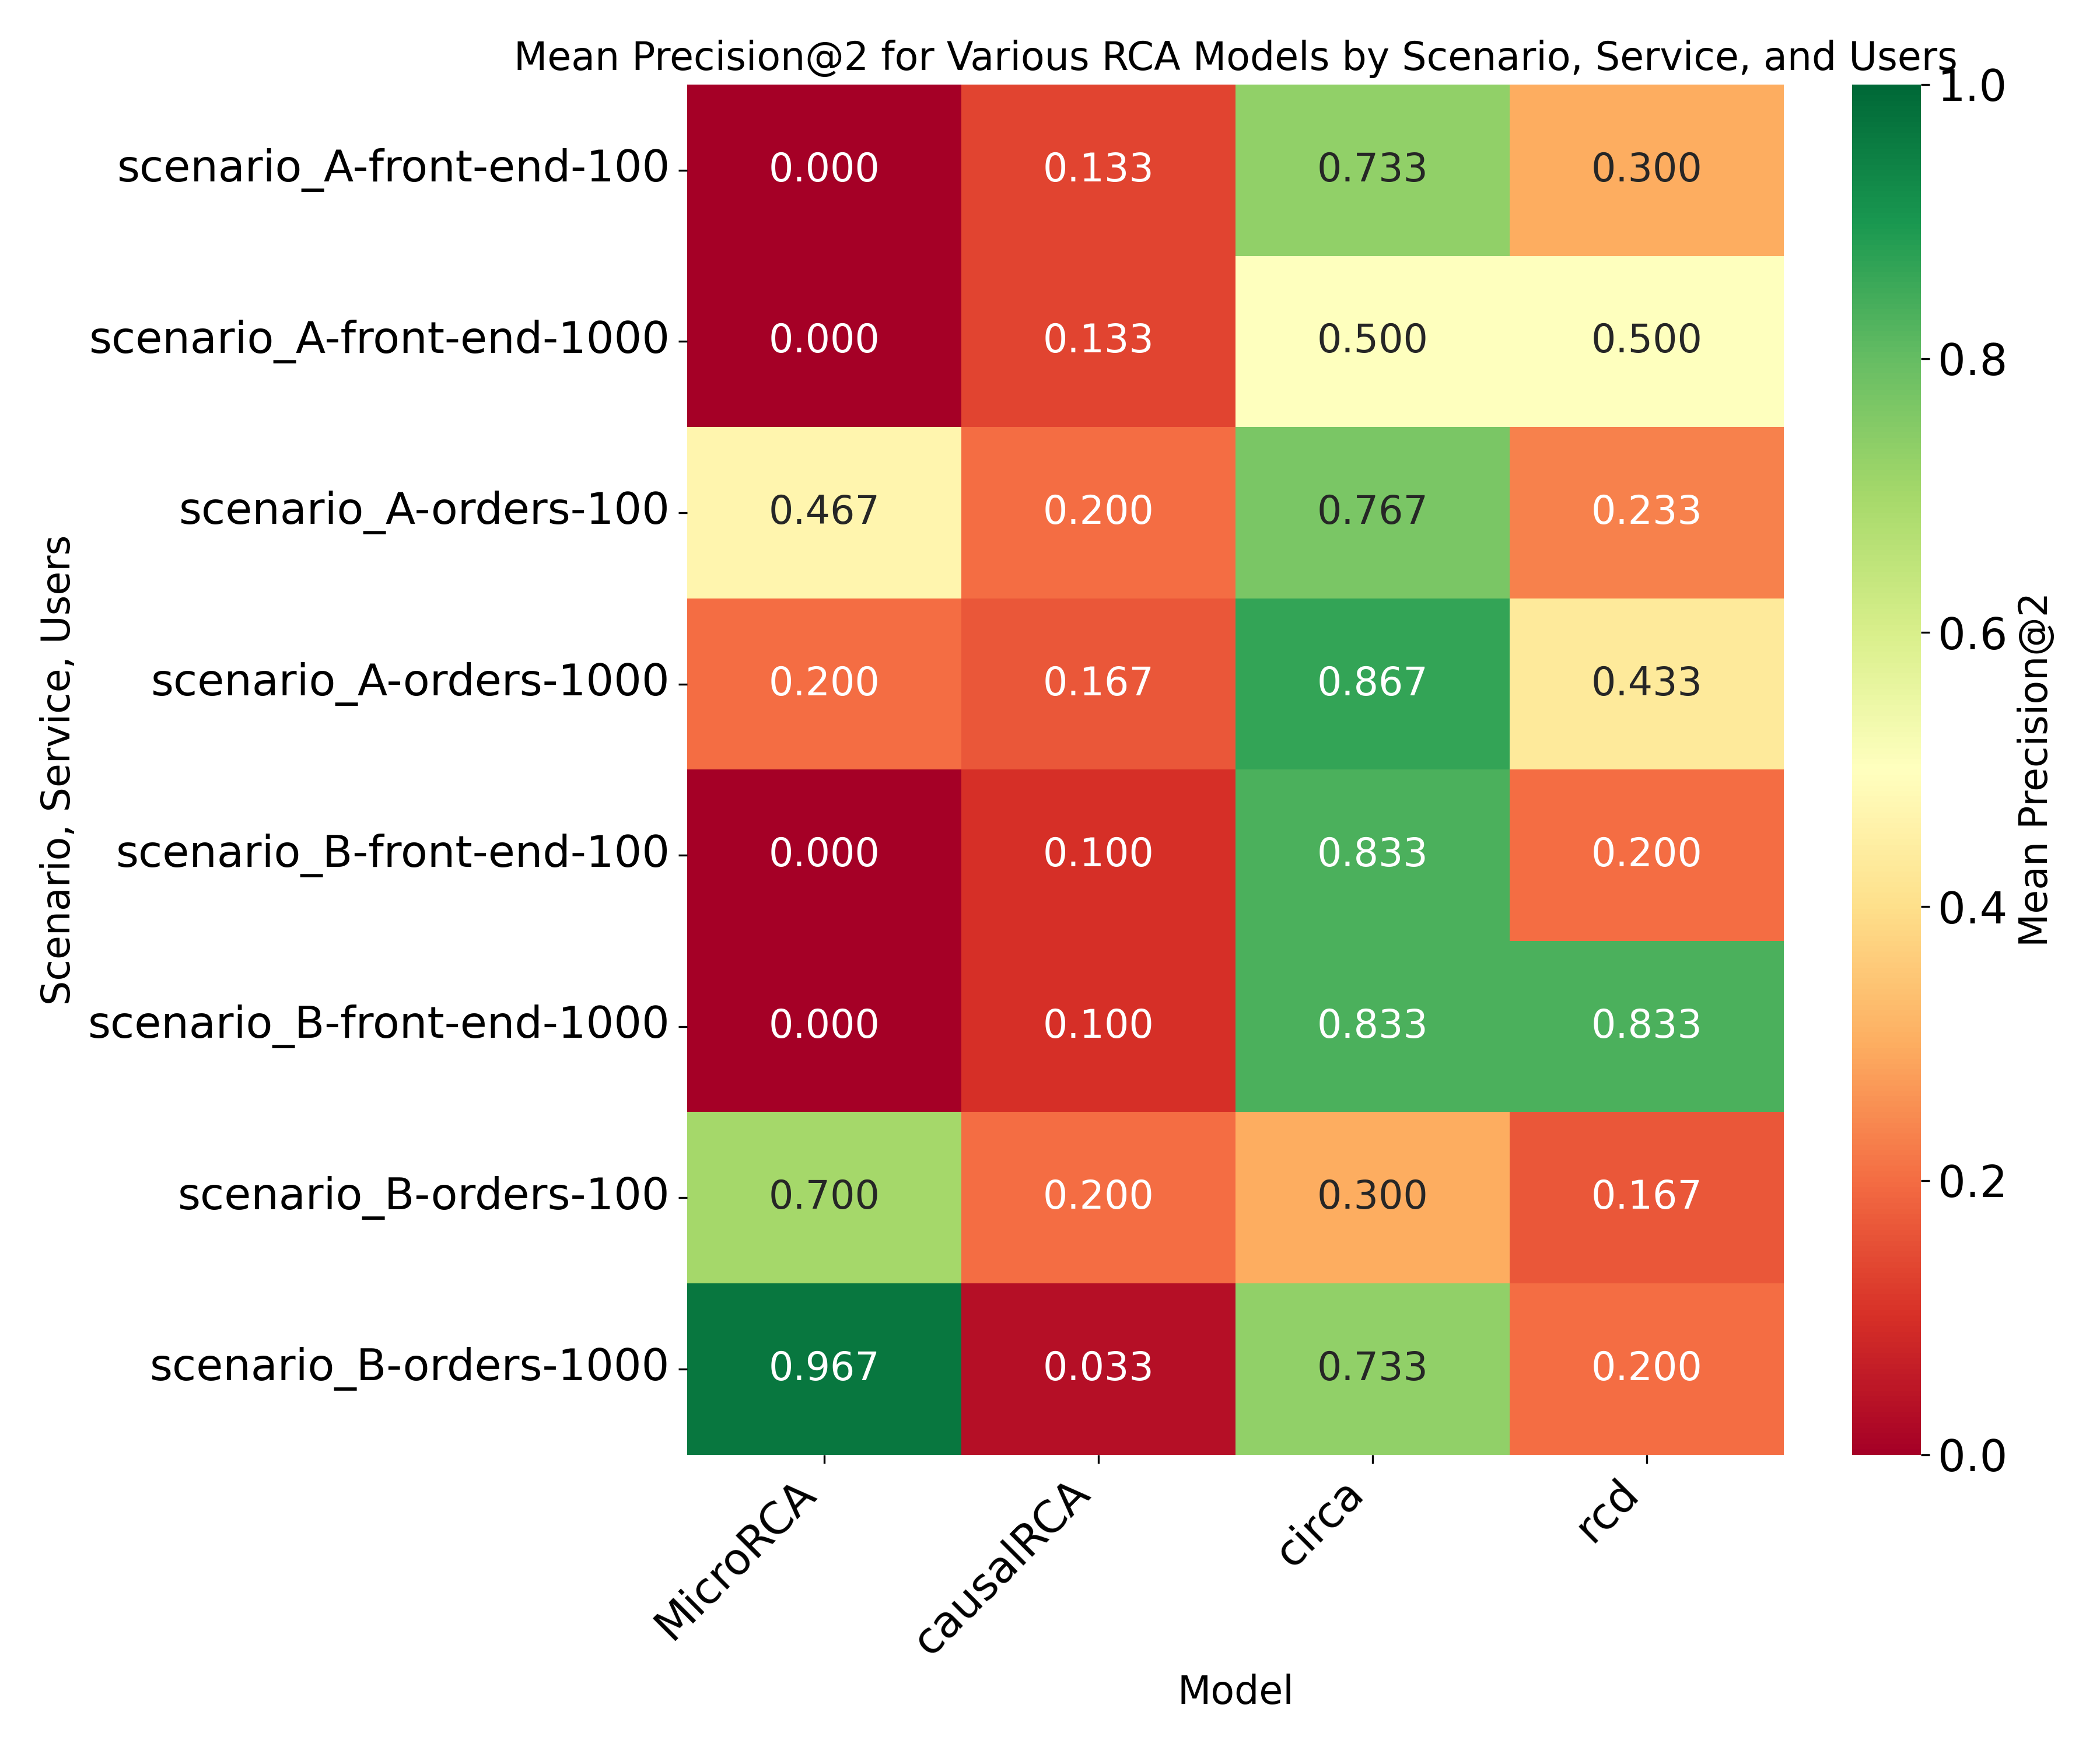 Mean Precision@2 for Various RCA Models by Scenario, Service, and Users
Scenario, Service, Users
scenario_A-front-end-100 0.000 0.133 0.733 0.300
scenario_A-front-end-1000 0.000 0.133 0.500 0.500
scenario_A-orders-100 0.467 0.200 0.767 0.233
scenario_A-orders-1000 0.200 0.167 0.867 0.433
scenario_B-front-end-100 0.000 0.100 0.833 0.200
scenario_B-front-end-1000 0.000 0.100 0.833 0.833
scenario_B-orders-100 0.700 0.200 0.300 0.167
scenario_B-orders-1000 0.967 0.033 0.733 0.200
MicroRCA causalRCA circa rcd
Model
1.0
0.8
0.6
0.4
0.2
0.0
Mean Precision@2